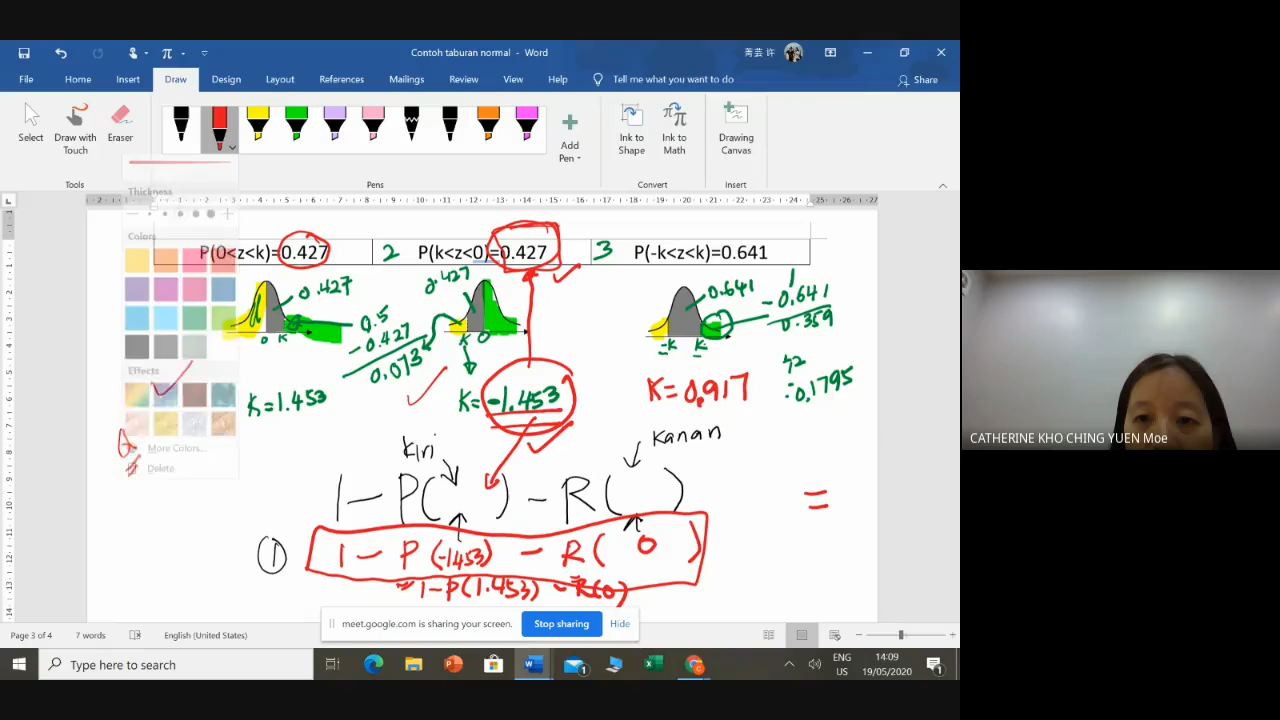 Contoh taburan normal - Word
菁芸 许
File Home Insert Draw Design Layout References Mailings Review View Help Tell me what you want to do Share
Select Draw with Touch Eraser Add Pen Ink to Shape Ink to Math Drawing Canvas
Tools Pens Convert Insert
Thickness
Colors
Effects
More Colors...
Delete
P(0<z<k)=0.427 2 P(k<z<0)=0.427 3 P(-k<z<k)=0.641
0.427
0 K
0.5
- 0.427
0.073
K=1.453
0.427
K 0
K= -1.453
0.641
-K K
1
- 0.641
0.359
÷2
0.1795
K= 0.917
Kiri Kanan
1 - P( ) - R( ) =
① 1 - P (-1.453) - R( 0 )
= 1-P(1.453) - R(0)
meet.google.com is sharing your screen. Stop sharing Hide
Page 3 of 4 7 words English (United States)
Type here to search
ENG
US
14:09
19/05/2020
CATHERINE KHO CHING YUEN Moe